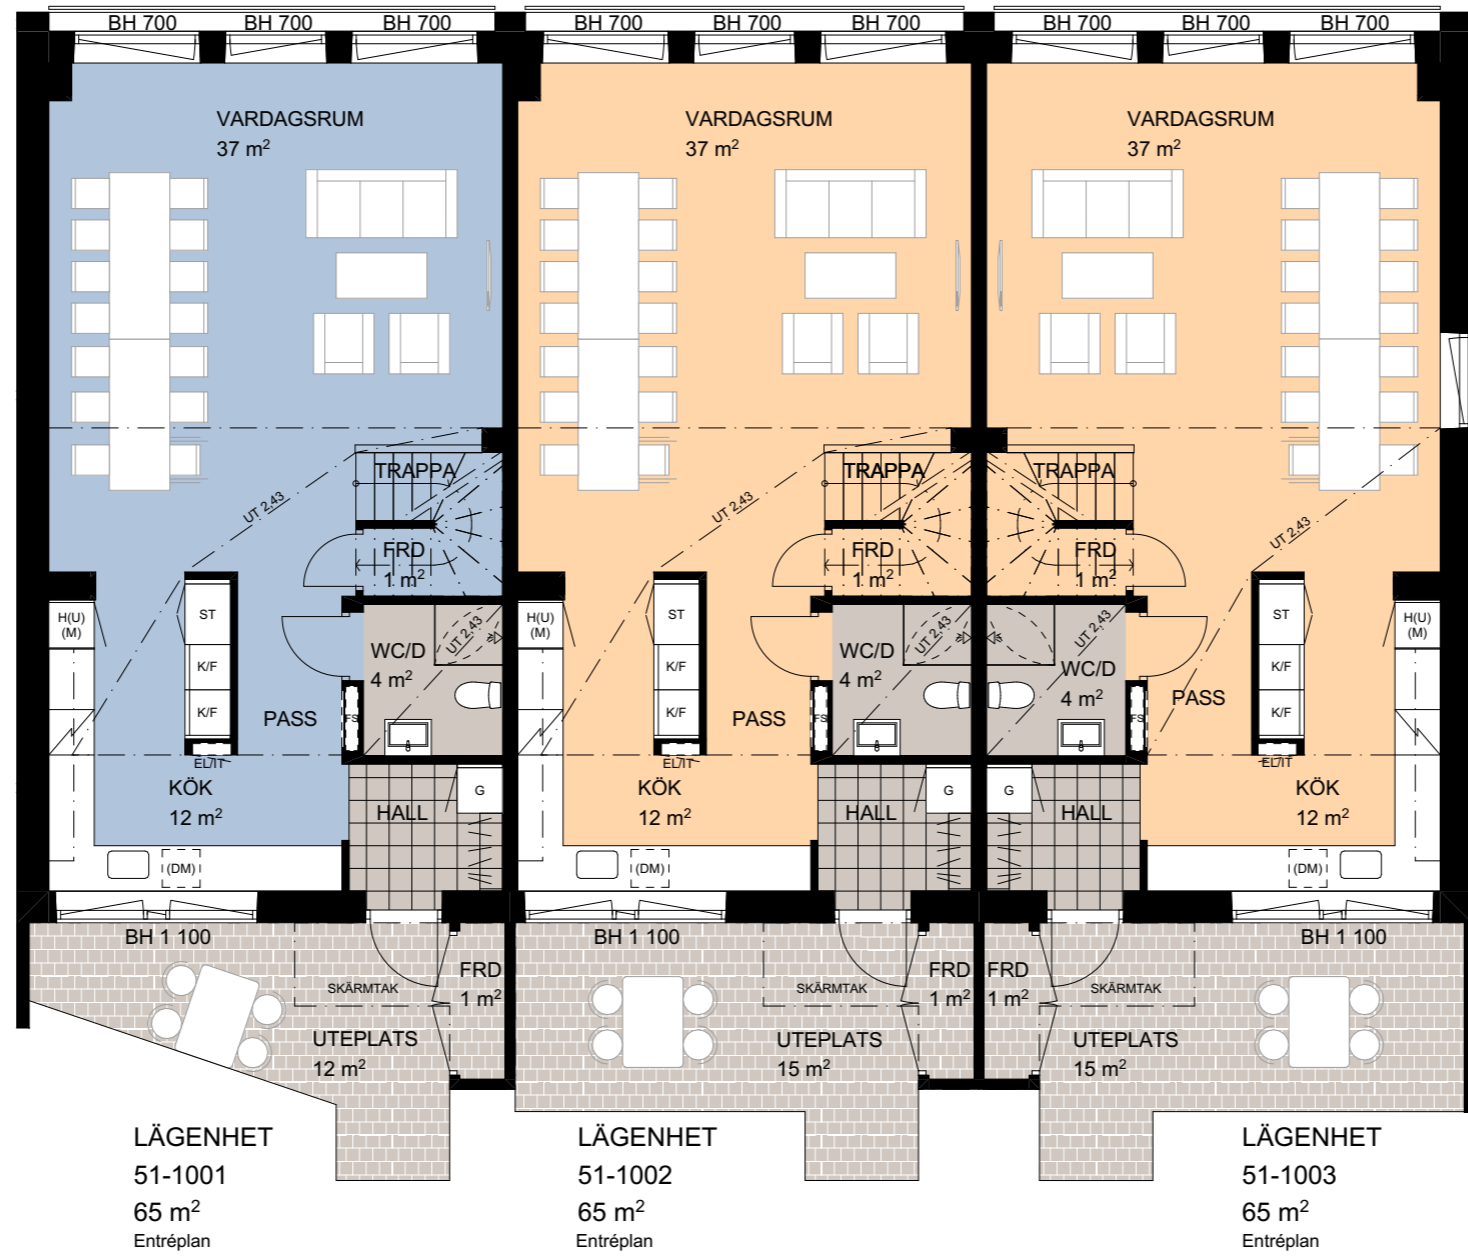 BH 700 BH 700 BH 700 BH 700 BH 700 BH 700 BH 700 BH 700 BH 700
VARDAGSRUM
37 m²
VARDAGSRUM
37 m²
VARDAGSRUM
37 m²
TRAPPA
UT 2,43
FRD
1 m²
TRAPPA
UT 2,43
FRD
1 m²
TRAPPA
UT 2,43
FRD
1 m²
H(U)
(M)
ST
K/F
K/F
EL/IT
PASS
FS
WC/D
4 m²
UT 2,43
KÖK
12 m²
HALL
G
(DM)
H(U)
(M)
ST
K/F
K/F
EL/IT
PASS
FS
WC/D
4 m²
UT 2,43
KÖK
12 m²
HALL
G
(DM)
UT 2,43
WC/D
4 m²
FS
PASS
ST
K/F
K/F
EL/IT
H(U)
(M)
G
HALL
KÖK
12 m²
(DM)
BH 1 100
FRD
1 m²
SKÄRMTAK
UTEPLATS
12 m²
BH 1 100
FRD
1 m²
SKÄRMTAK
UTEPLATS
15 m²
BH 1 100
FRD
1 m²
SKÄRMTAK
UTEPLATS
15 m²
LÄGENHET
51-1001
65 m²
Entréplan
LÄGENHET
51-1002
65 m²
Entréplan
LÄGENHET
51-1003
65 m²
Entréplan